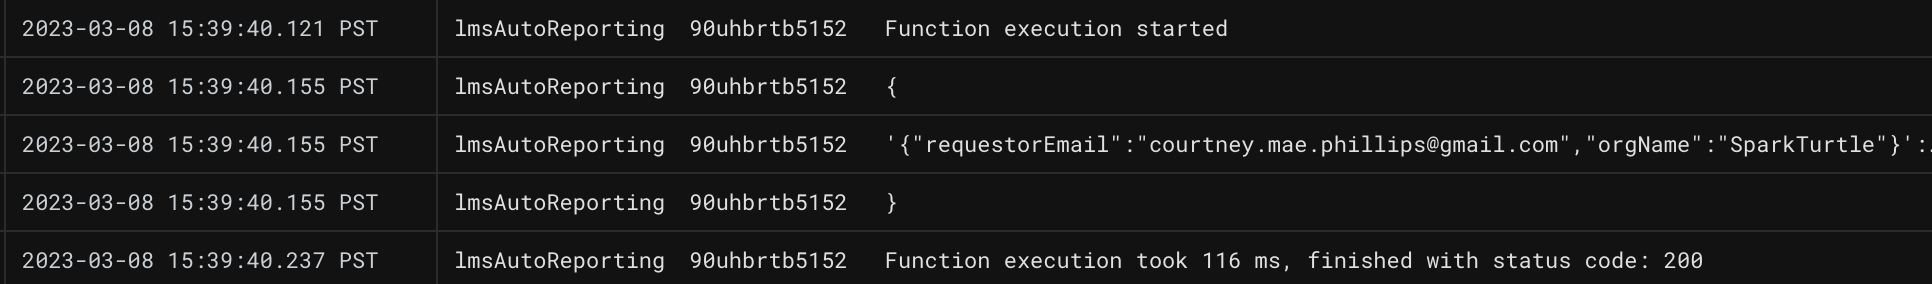 2023-03-08 15:39:40.121 PST lmsAutoReporting 90uhbrtb5152 Function execution started
2023-03-08 15:39:40.155 PST lmsAutoReporting 90uhbrtb5152 {
2023-03-08 15:39:40.155 PST lmsAutoReporting 90uhbrtb5152 '{"requestorEmail":"courtney.mae.phillips@gmail.com","orgName":"SparkTurtle"}':
2023-03-08 15:39:40.155 PST lmsAutoReporting 90uhbrtb5152 }
2023-03-08 15:39:40.237 PST lmsAutoReporting 90uhbrtb5152 Function execution took 116 ms, finished with status code: 200